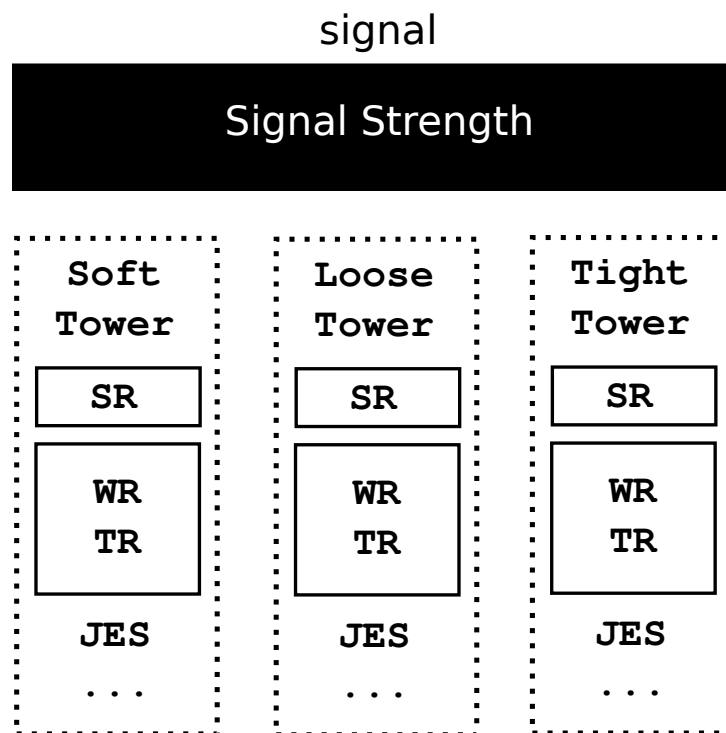 signal
Signal Strength
Soft
Tower
SR
WR
TR
JES
...
Loose
Tower
SR
WR
TR
JES
...
Tight
Tower
SR
WR
TR
JES
...